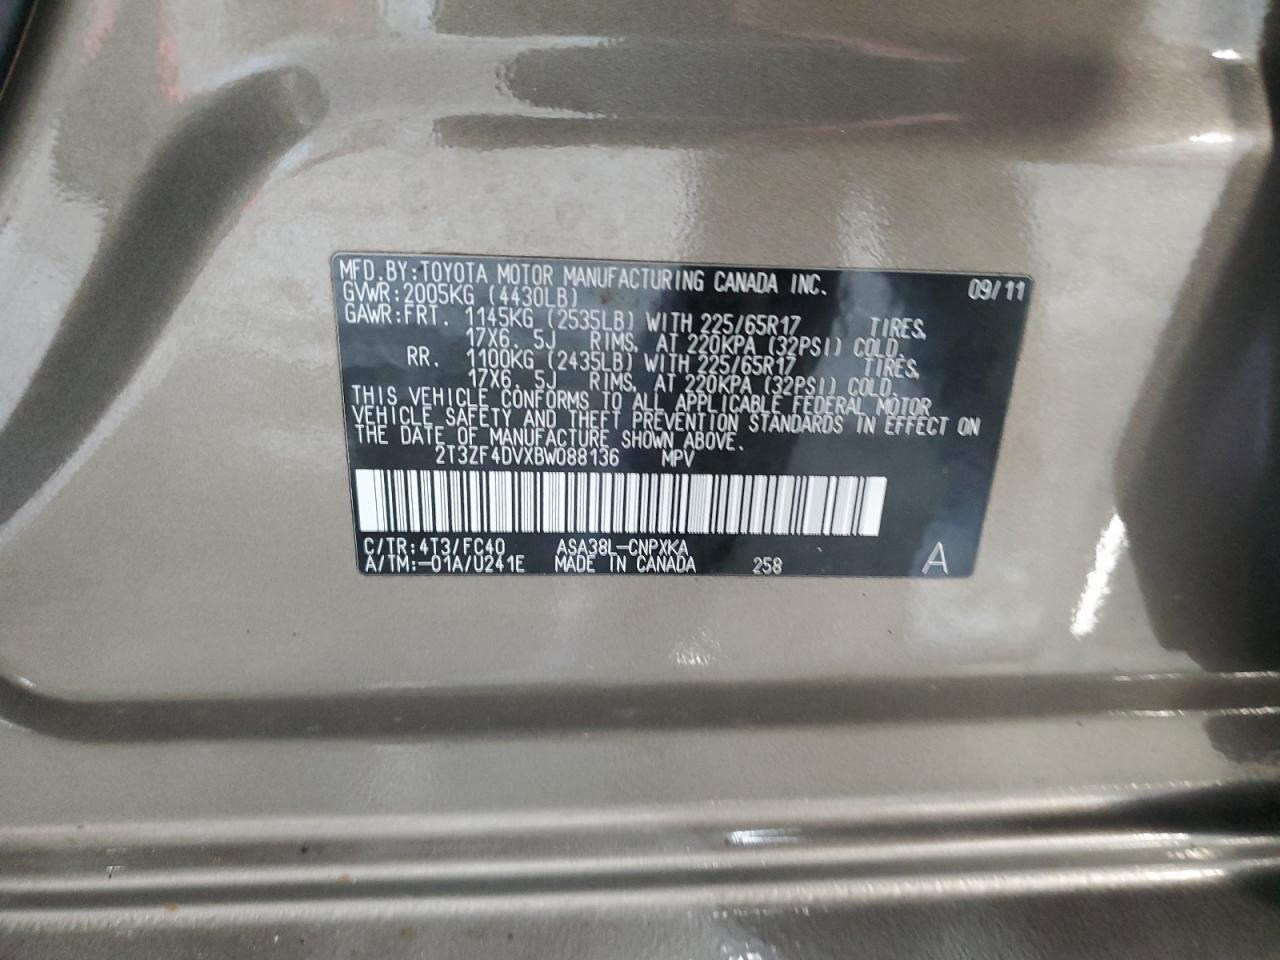 MFD.BY:TOYOTA MOTOR MANUFACTURING CANADA INC. 09/11
GVWR:2005KG (4430LB)
GAWR:FRT. 1145KG (2535LB) WITH 225/65R17 TIRES,
17X6.5J RIMS, AT 220KPA (32PSI) COLD.
RR. 1100KG (2435LB) WITH 225/65R17 TIRES,
17X6.5J RIMS, AT 220KPA (32PSI) COLD.
THIS VEHICLE CONFORMS TO ALL APPLICABLE FEDERAL MOTOR
VEHICLE SAFETY AND THEFT PREVENTION STANDARDS IN EFFECT ON
THE DATE OF MANUFACTURE SHOWN ABOVE.
2T3ZF4DVXBW088136 MPV
C/TR:4T3/FC40 ASA38L-CNPXKA
A/TM:-01A/U241E MADE IN CANADA 258 A